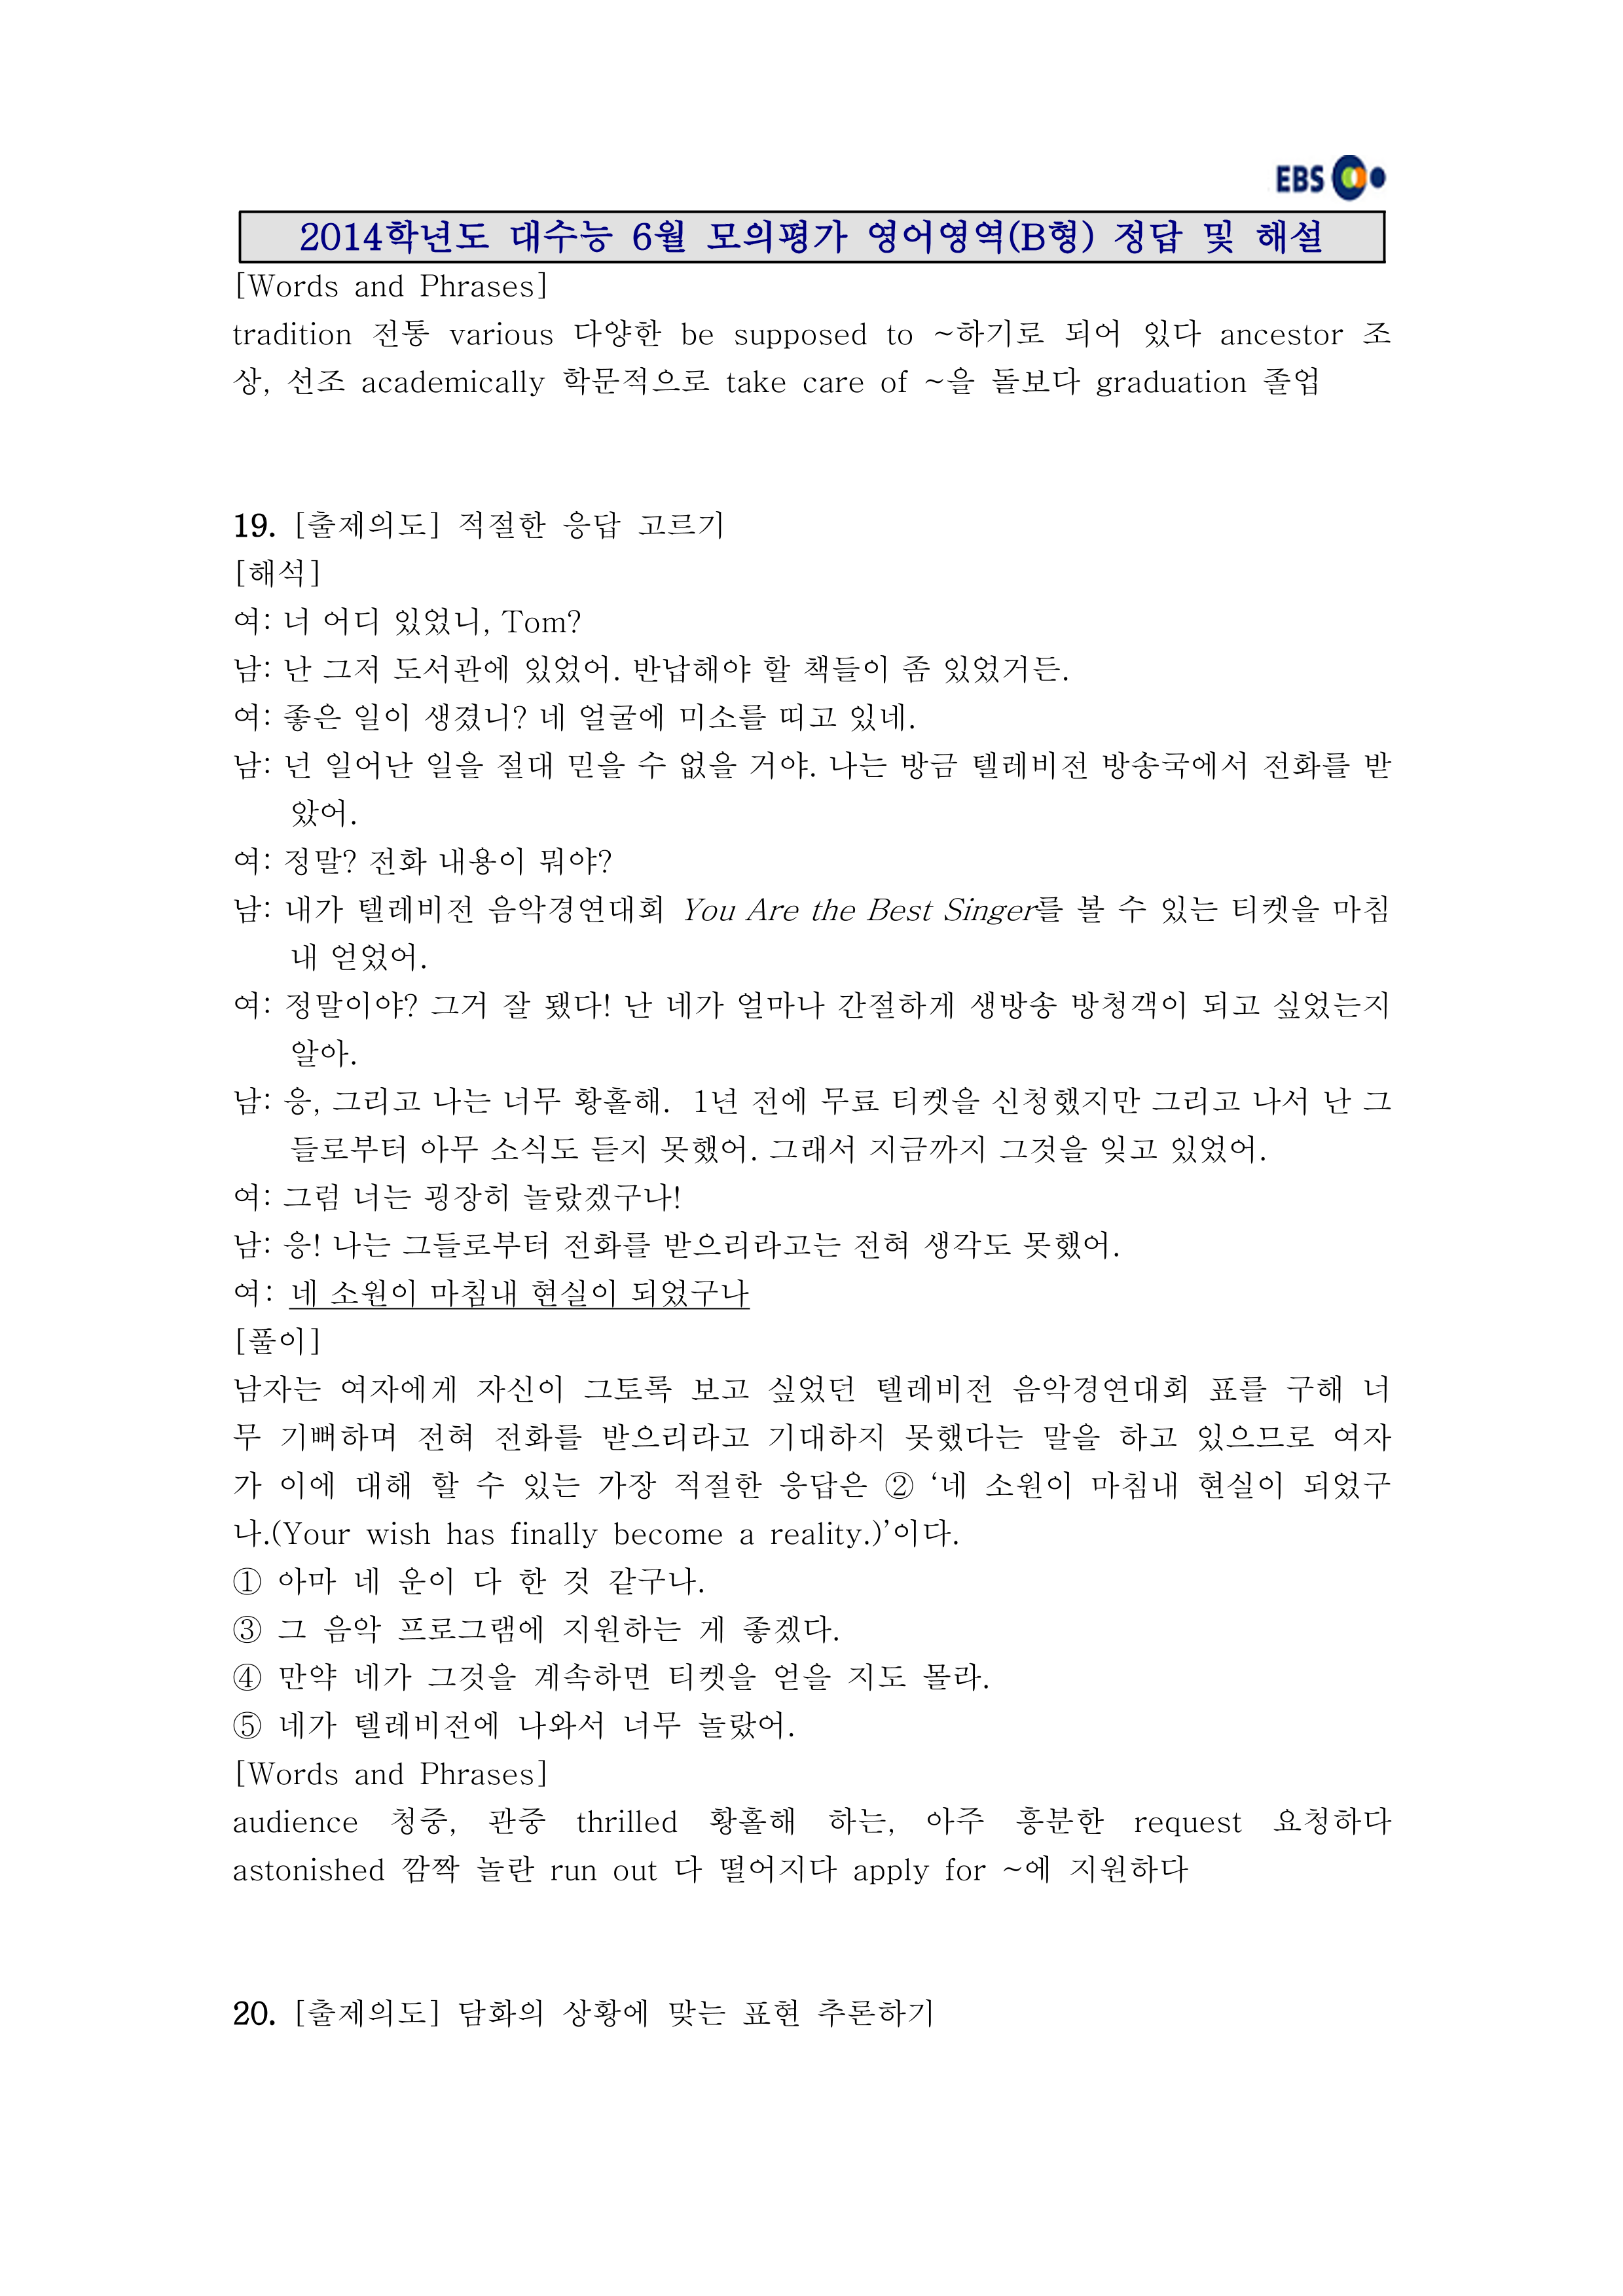 EBS
2014학년도 대수능 6월 모의평가 영어영역(B형) 정답 및 해설
[Words and Phrases]
tradition 전통 various 다양한 be supposed to ~하기로 되어 있다 ancestor 조
상, 선조 academically 학문적으로 take care of ~을 돌보다 graduation 졸업
19. [출제의도] 적절한 응답 고르기
[해석]
여: 너 어디 있었니, Tom?
남: 난 그저 도서관에 있었어. 반납해야 할 책들이 좀 있었거든.
여: 좋은 일이 생겼니? 네 얼굴에 미소를 띠고 있네.
남: 넌 일어난 일을 절대 믿을 수 없을 거야. 나는 방금 텔레비전 방송국에서 전화를 받
았어.
여: 정말? 전화 내용이 뭐야?
남: 내가 텔레비전 음악경연대회 You Are the Best Singer를 볼 수 있는 티켓을 마침
내 얻었어.
여: 정말이야? 그거 잘 됐다! 난 네가 얼마나 간절하게 생방송 방청객이 되고 싶었는지
알아.
남: 응, 그리고 나는 너무 황홀해. 1년 전에 무료 티켓을 신청했지만 그리고 나서 난 그
들로부터 아무 소식도 듣지 못했어. 그래서 지금까지 그것을 잊고 있었어.
여: 그럼 너는 굉장히 놀랐겠구나!
남: 응! 나는 그들로부터 전화를 받으리라고는 전혀 생각도 못했어.
여: 네 소원이 마침내 현실이 되었구나
[풀이]
남자는 여자에게 자신이 그토록 보고 싶었던 텔레비전 음악경연대회 표를 구해 너
무 기뻐하며 전혀 전화를 받으리라고 기대하지 못했다는 말을 하고 있으므로 여자
가 이에 대해 할 수 있는 가장 적절한 응답은 ② ‘네 소원이 마침내 현실이 되었구
나.(Your wish has finally become a reality.)’이다.
① 아마 네 운이 다 한 것 같구나.
③ 그 음악 프로그램에 지원하는 게 좋겠다.
④ 만약 네가 그것을 계속하면 티켓을 얻을 지도 몰라.
⑤ 네가 텔레비전에 나와서 너무 놀랐어.
[Words and Phrases]
audience 청중, 관중 thrilled 황홀해 하는, 아주 흥분한 request 요청하다
astonished 깜짝 놀란 run out 다 떨어지다 apply for ~에 지원하다
20. [출제의도] 담화의 상황에 맞는 표현 추론하기